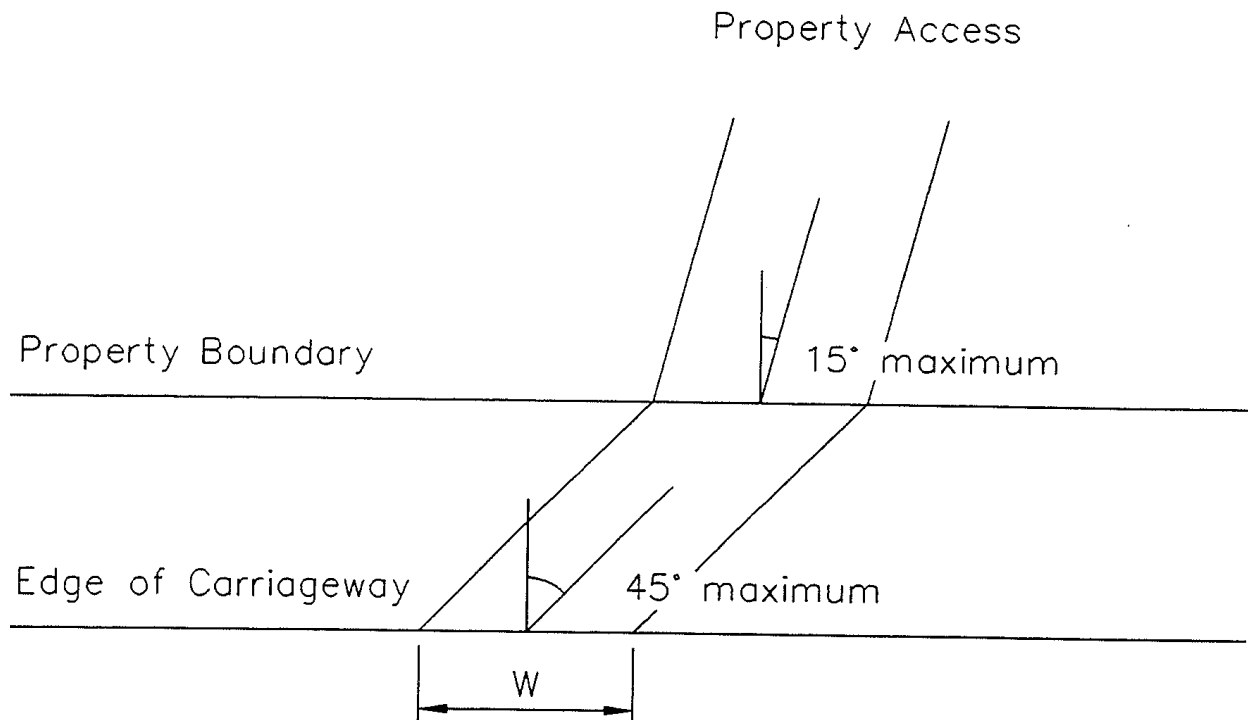 Property Access
Property Boundary
15° maximum
Edge of Carriageway
45° maximum
W